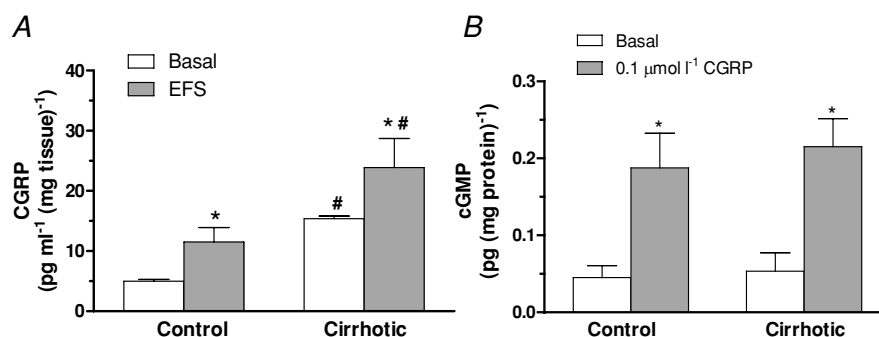 A
Basal
EFS
CGRP
(pg ml⁻¹ (mg tissue)⁻¹)
40
30
20
10
0
*
#
* #
Control
Cirrhotic
B
Basal
0.1 µmol l⁻¹ CGRP
cGMP
(pg (mg protein)⁻¹)
0.3
0.2
0.1
0.0
*
*
Control
Cirrhotic